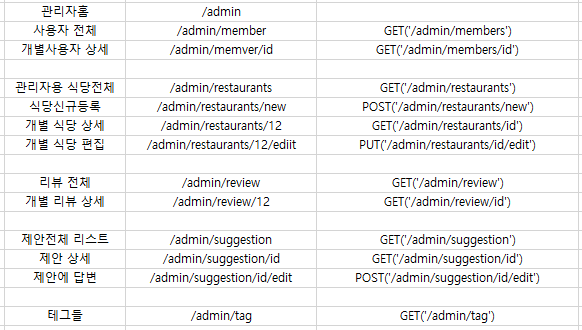 관리자홈 /admin
사용자 전체 /admin/member GET('/admin/members')
개별사용자 상세 /admin/memver/id GET('/admin/members/id')
관리자용 식당전체 /admin/restaurants GET('/admin/restaurants')
식당신규등록 /admin/restaurants/new POST('/admin/restaurants/new')
개별 식당 상세 /admin/restaurants/12 GET('/admin/restaurants/id')
개별 식당 편집 /admin/restaurants/12/ediit PUT('/admin/restaurants/id/edit')
리뷰 전체 /admin/review GET('/admin/review')
개별 리뷰 상세 /admin/review/12 GET('/admin/review/id')
제안전체 리스트 /admin/suggestion GET('/admin/suggestion')
제안 상세 /admin/suggestion/id GET('/admin/suggestion/id')
제안에 답변 /admin/suggestion/id/edit POST('/admin/suggestion/id/edit')
테그들 /admin/tag GET('/admin/tag')